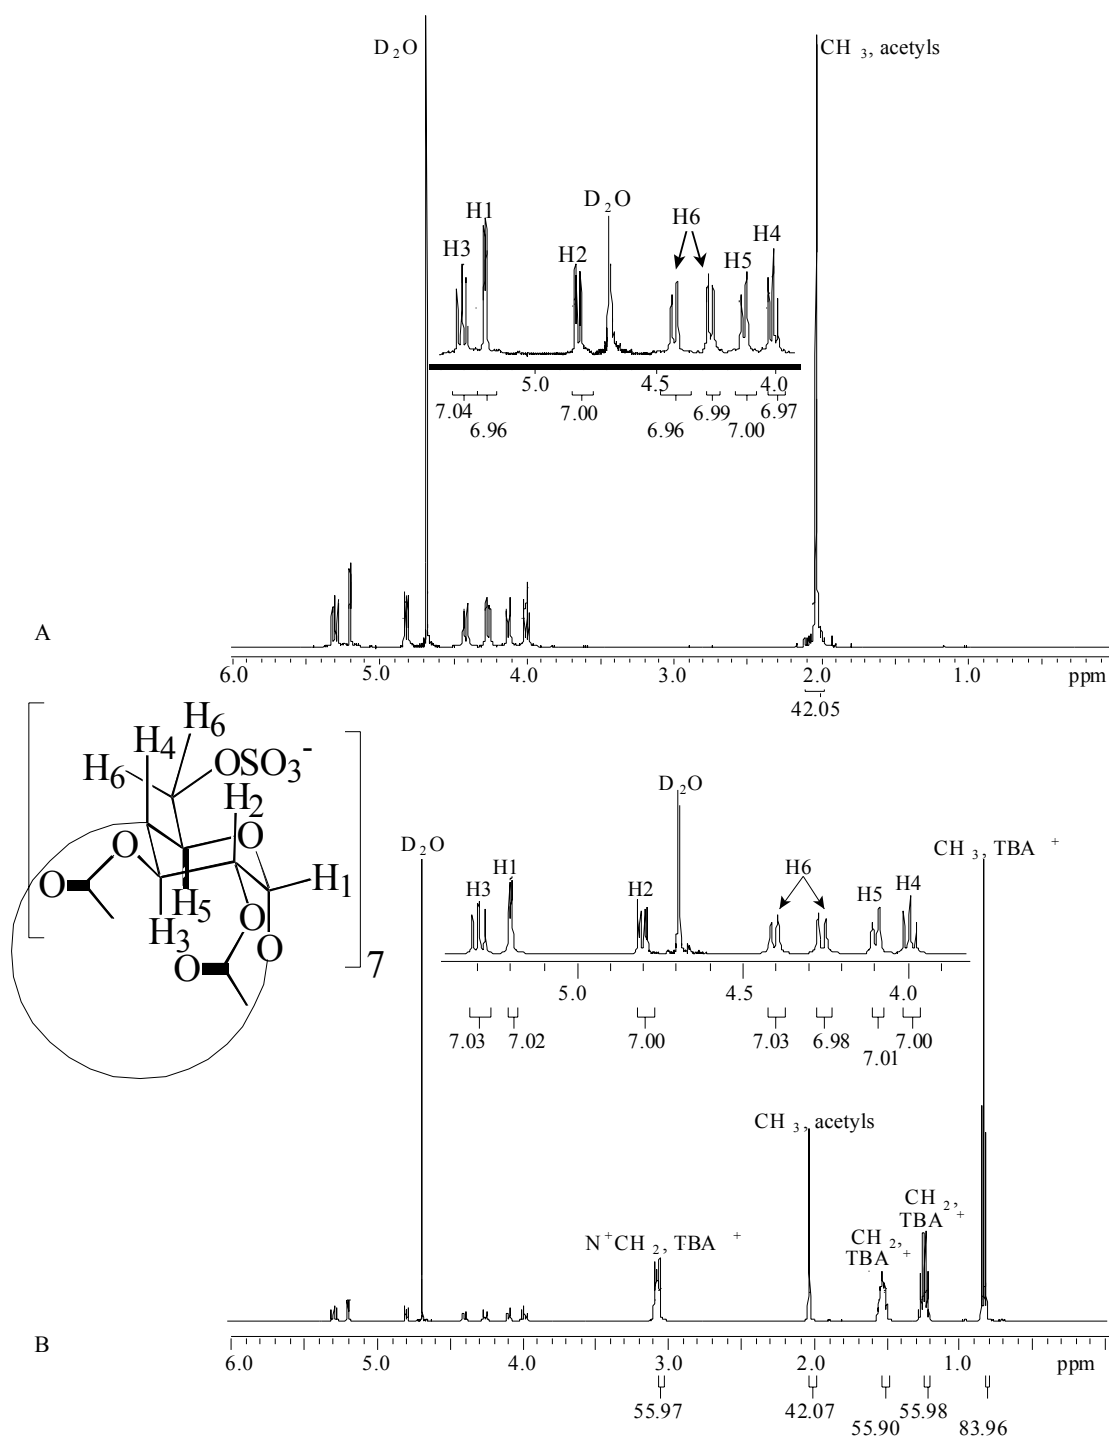 D2O
CH3, acetyls
D2O
H1
H6
H3
H2
H5
H4
5.0 4.5 4.0
7.04 7.00 6.99 6.97
6.96 6.96 7.00
A
6.0 5.0 4.0 3.0 2.0 1.0 ppm
42.05
H6
H4
OSO3-
H6
H2
O
O
O
H1
H5
O
H3
O
O
7
D2O
D2O
CH3, TBA+
H3
H1
H2
H6
H5
H4
5.0 4.5 4.0
7.03 7.02 7.00 7.03 6.98 7.00
7.01
CH3, acetyls
CH2,
TBA+
N+CH2, TBA+
CH2,
TBA+
B
6.0 5.0 4.0 3.0 2.0 1.0 ppm
55.97 42.07 55.98
55.90 83.96